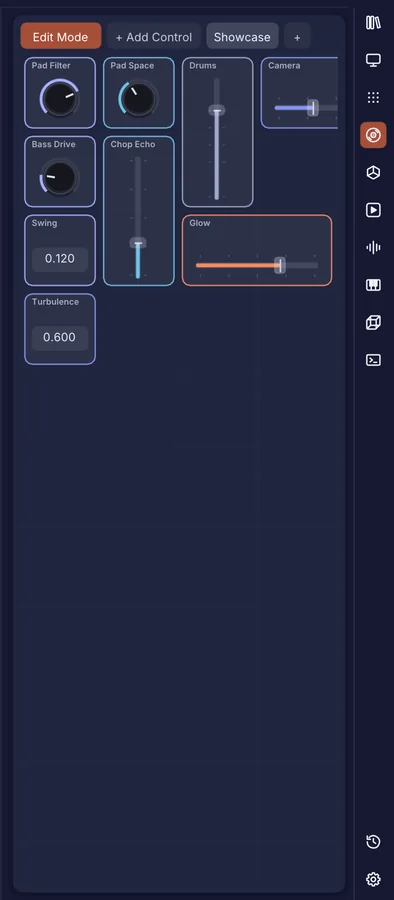 Edit Mode + Add Control Showcase +
Pad Filter Pad Space Drums Camera
Bass Drive Chop Echo
Swing Glow
0.120
Turbulence
0.600